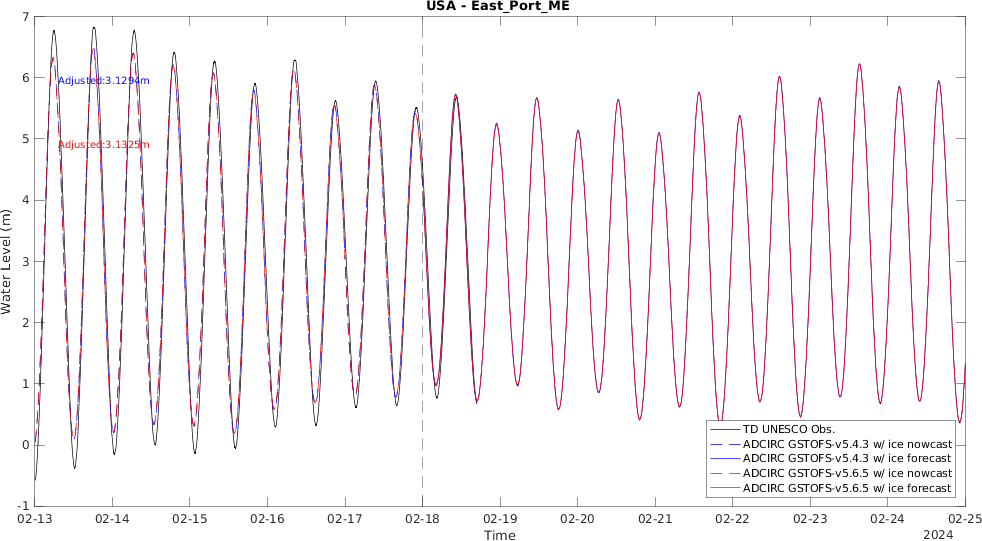 USA - East_Port_ME
7
6
5
4
3
2
1
0
-1
Water Level (m)
Adjusted:3.1294m
Adjusted:3.1325m
TD UNESCO Obs.
ADCIRC GSTOFS-v5.4.3 w/ ice nowcast
ADCIRC GSTOFS-v5.4.3 w/ ice forecast
ADCIRC GSTOFS-v5.6.5 w/ ice nowcast
ADCIRC GSTOFS-v5.6.5 w/ ice forecast
02-13 02-14 02-15 02-16 02-17 02-18 02-19 02-20 02-21 02-22 02-23 02-24 02-25
Time
2024